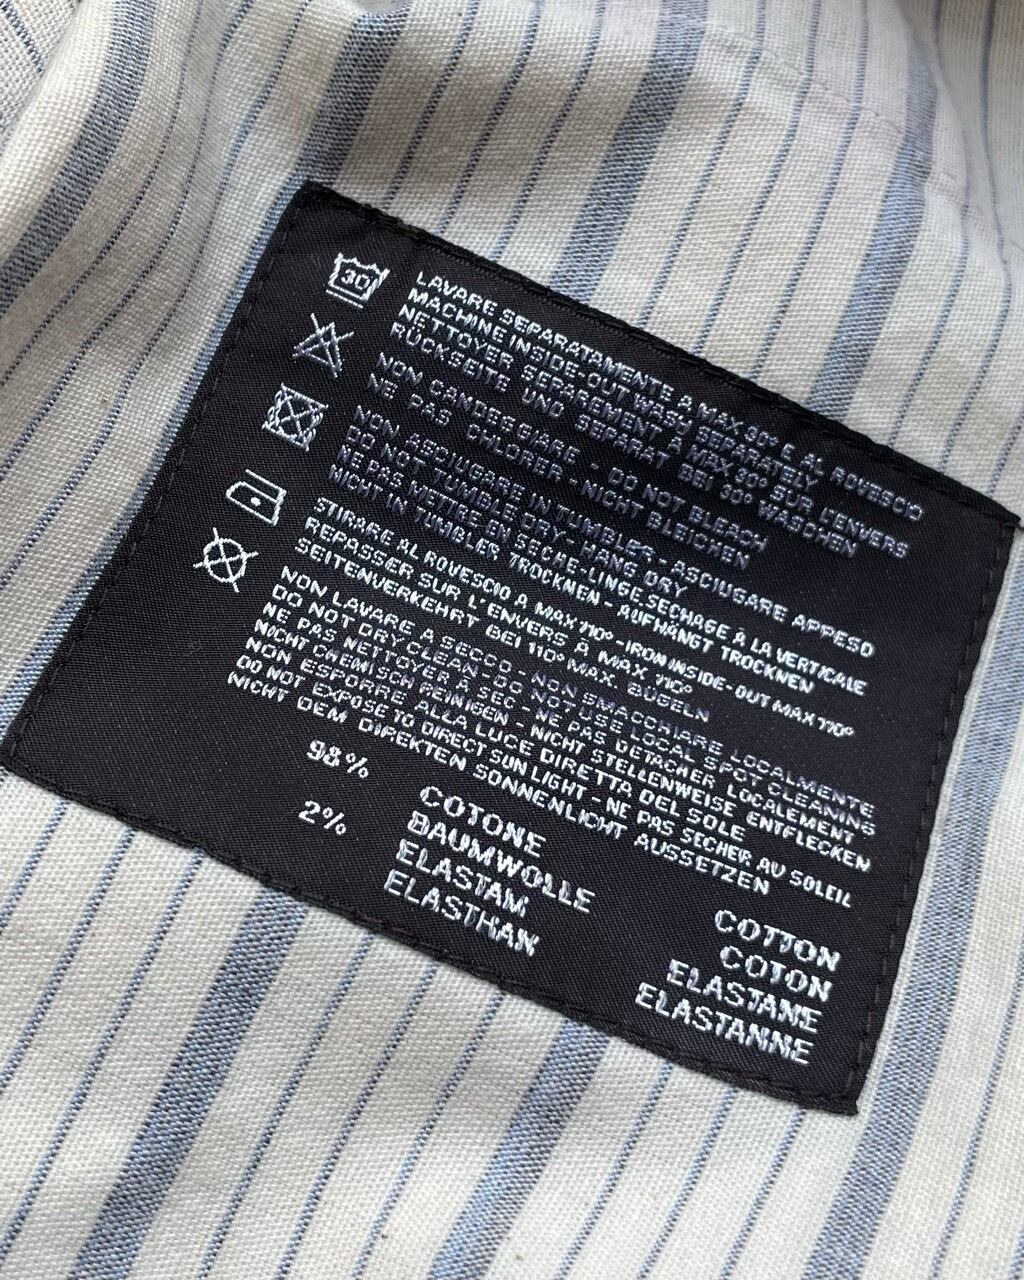 30
LAVARE SEPARATAMENTE A MAX 30° E AL ROVESCIO
MACHINE INSIDE-OUT WASH SEPARATELY
NETTOYER SEPAREMENT À MAX 30° SUR L'ENVERS
RÜCKSEITE UND SEPARAT BEI 30° WASCHEN
NON CANDEGGIARE - DO NOT BLEACH
NE PAS CHLORER - NICHT BLEICHEN
NON ASCIUGARE IN TUMBLER - ASCIUGARE APPESO
DO NOT TUMBLE DRY - HANG DRY
NE PAS METTRE EN SECHE-LINGE, SECHAGE À LA VERTICALE
NICHT IN TUMBLER TROCKNEN - AUFHÄNGT TROCKNEN
STIRARE AL ROVESCIO A MAX 110° - IRON INSIDE-OUT MAX 110°
REPASSER SUR L'ENVERS À MAX 110°
SEITENVERKEHRT BEI 110° MAX. BÜGELN
NON LAVARE A SECCO - NON SMACCHIARE LOCALMENTE
DO NOT DRY CLEAN - DO NOT USE LOCAL SPOT CLEANING
NE PAS NETTOYER À SEC - NE PAS DETACHER LOCALEMENT
NICHT CHEMISCH REINIGEN - NICHT STELLENWEISE ENTFLECKEN
NON ESPORRE ALLA LUCE DIRETTA DEL SOLE
DO NOT EXPOSE TO DIRECT SUN LIGHT - NE PAS SECHER AU SOLEIL
NICHT DEM DIREKTEN SONNENLICHT AUSSETZEN
98% COTONE COTTON
BAUMWOLLE COTON
2% ELASTAM ELASTANE
ELASTHAN ELASTANNE